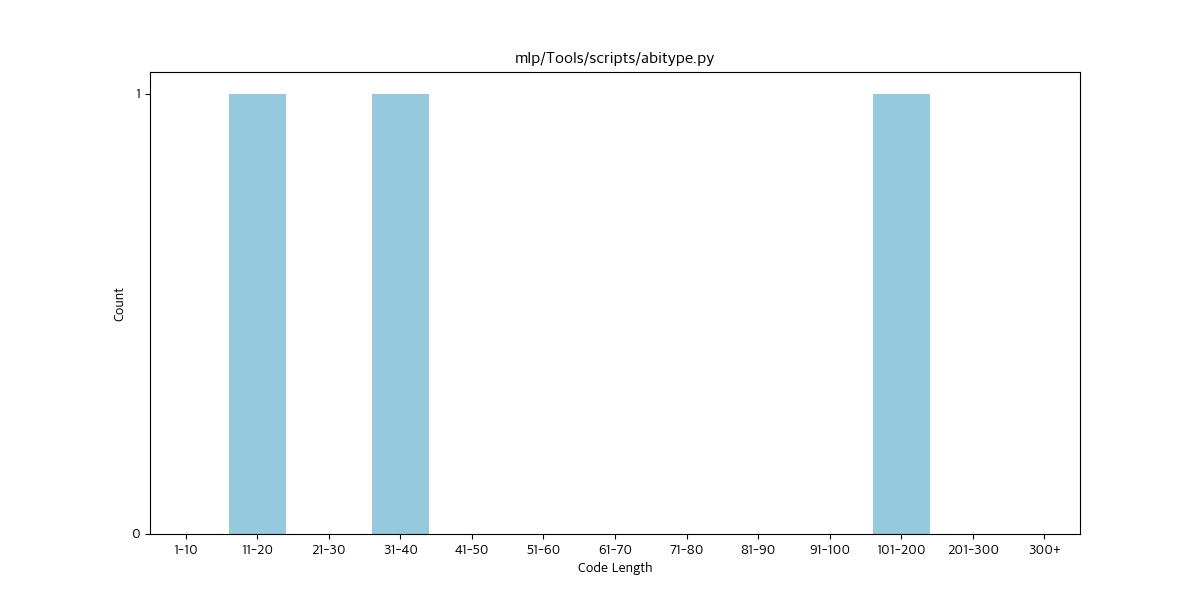 mlp/Tools/scripts/abitype.py
1
0
Count
1-10 11-20 21-30 31-40 41-50 51-60 61-70 71-80 81-90 91-100 101-200 201-300 300+
Code Length